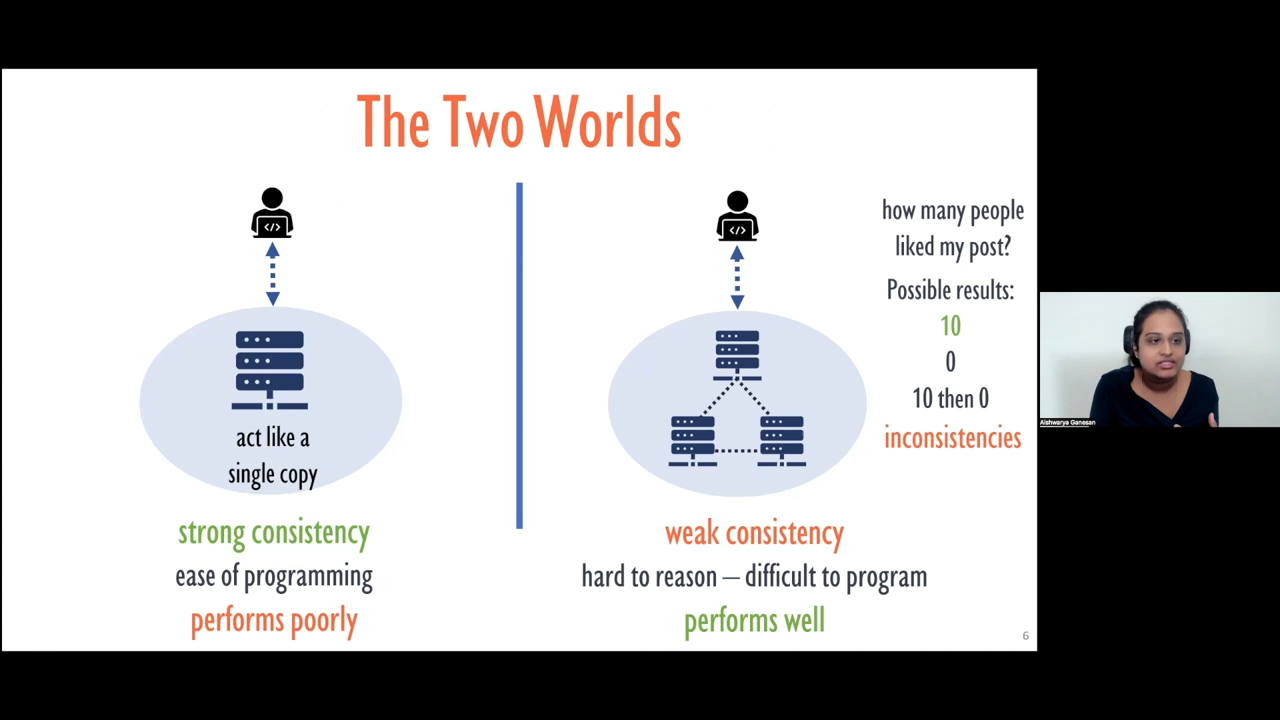 The Two Worlds
</>
</>
how many people
liked my post?
Possible results:
10
0
10 then 0
inconsistencies
act like a
single copy
strong consistency
ease of programming
performs poorly
weak consistency
hard to reason – difficult to program
performs well
6
Aishwarya Ganesan